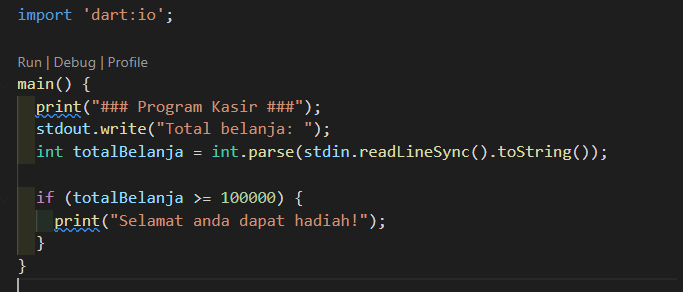 import 'dart:io';
Run | Debug | Profile
main() {
print("### Program Kasir ###");
stdout.write("Total belanja: ");
int totalBelanja = int.parse(stdin.readLineSync().toString());
if (totalBelanja >= 100000) {
print("Selamat anda dapat hadiah!");
}
}